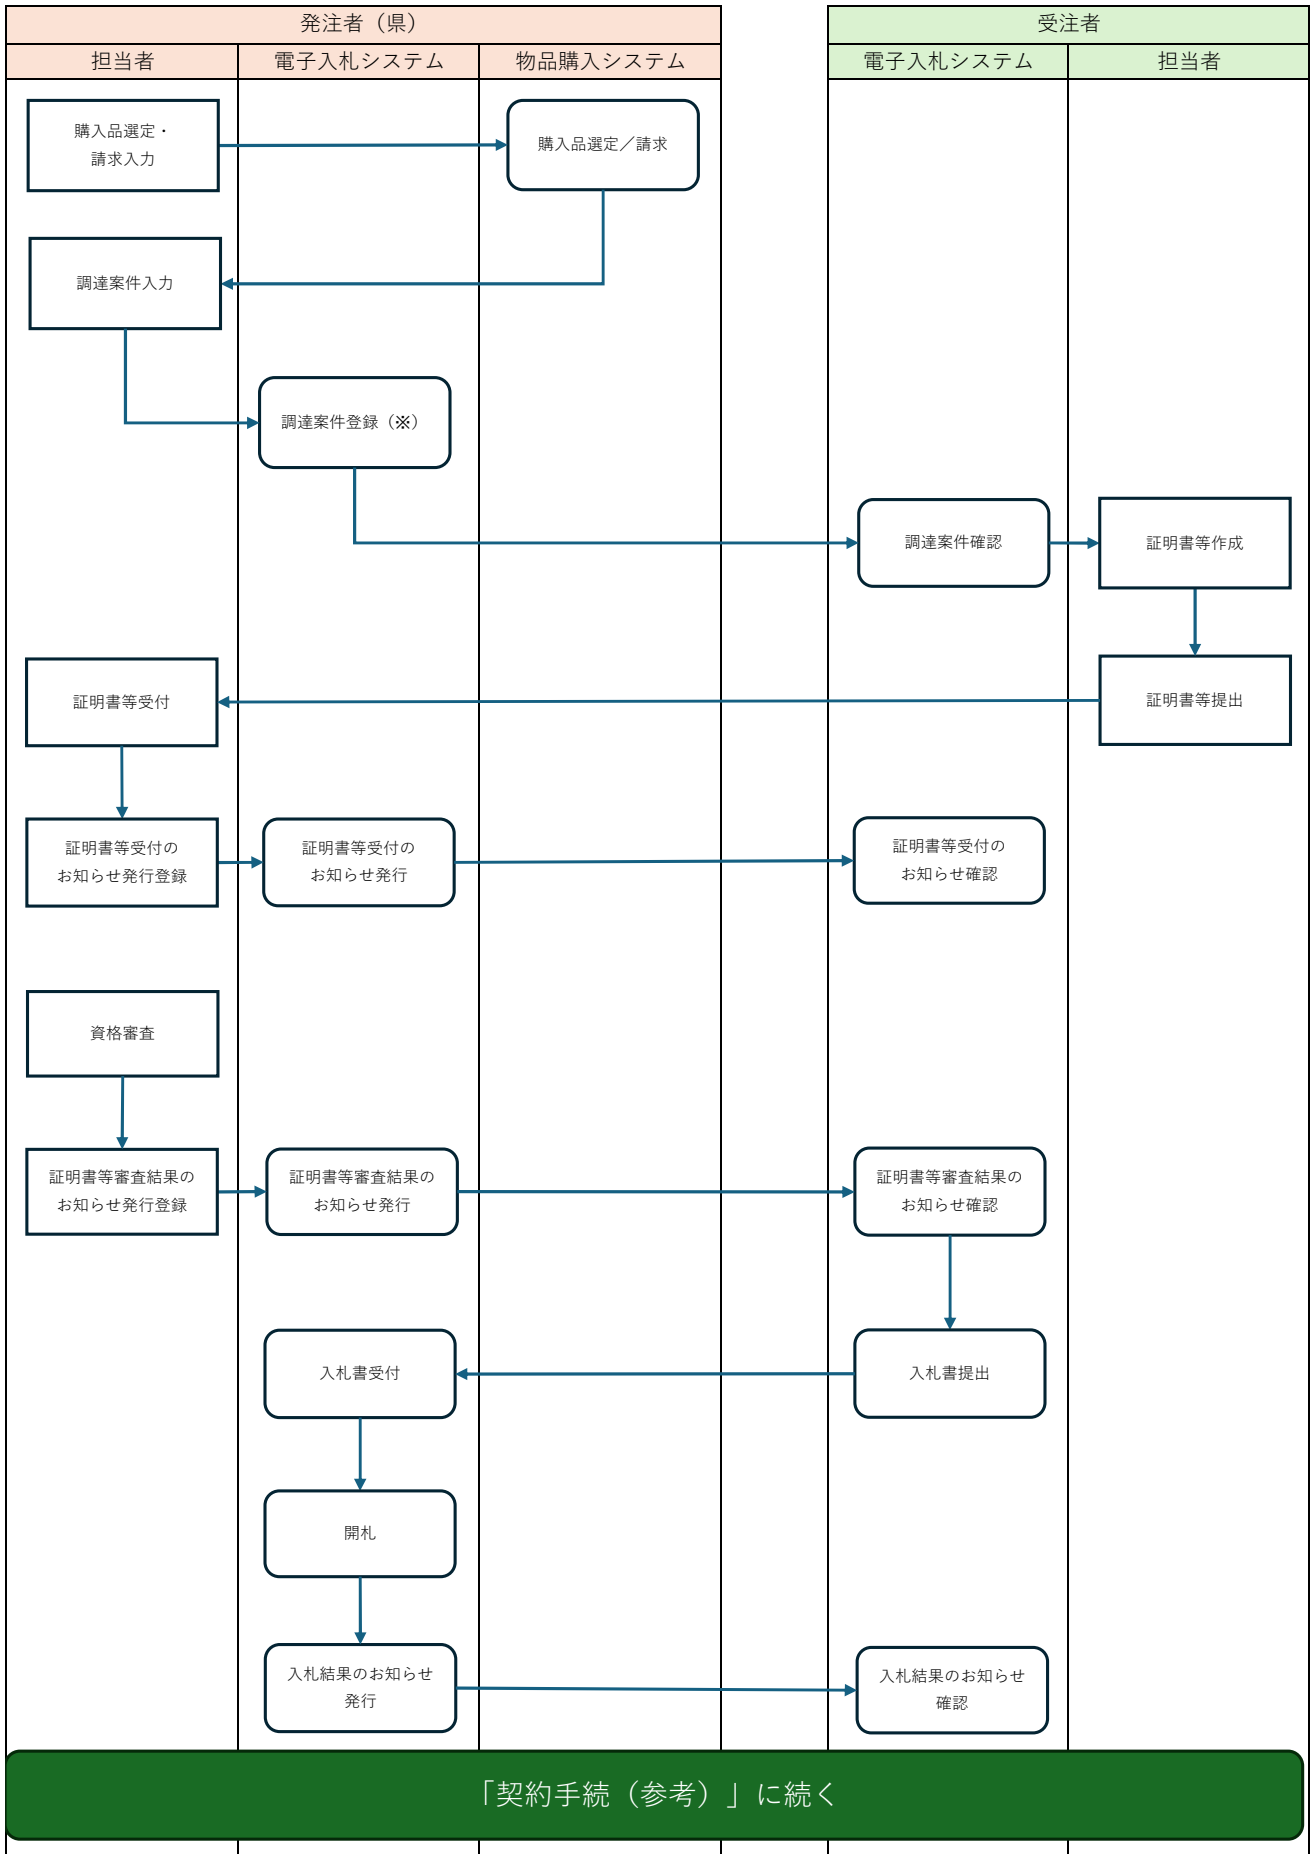 発注者（県）
受注者
担当者
電子入札システム
物品購入システム
電子入札システム
担当者
購入品選定・
請求入力
購入品選定／請求
調達案件入力
調達案件登録（※）
調達案件確認
証明書等作成
証明書等受付
証明書等提出
証明書等受付の
お知らせ発行登録
証明書等受付の
お知らせ発行
証明書等受付の
お知らせ確認
資格審査
証明書等審査結果の
お知らせ発行登録
証明書等審査結果の
お知らせ発行
証明書等審査結果の
お知らせ確認
入札書受付
入札書提出
開札
入札結果のお知らせ
発行
入札結果のお知らせ
確認
「契約手続（参考）」に続く